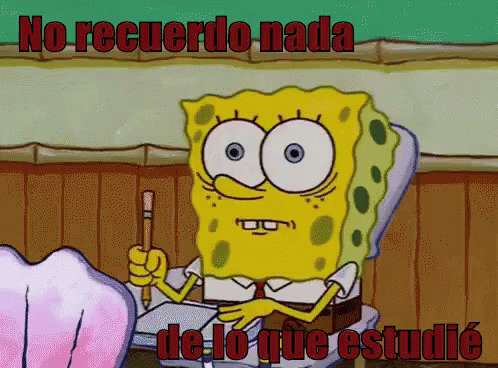 No recuerdo nada
de lo que estudié